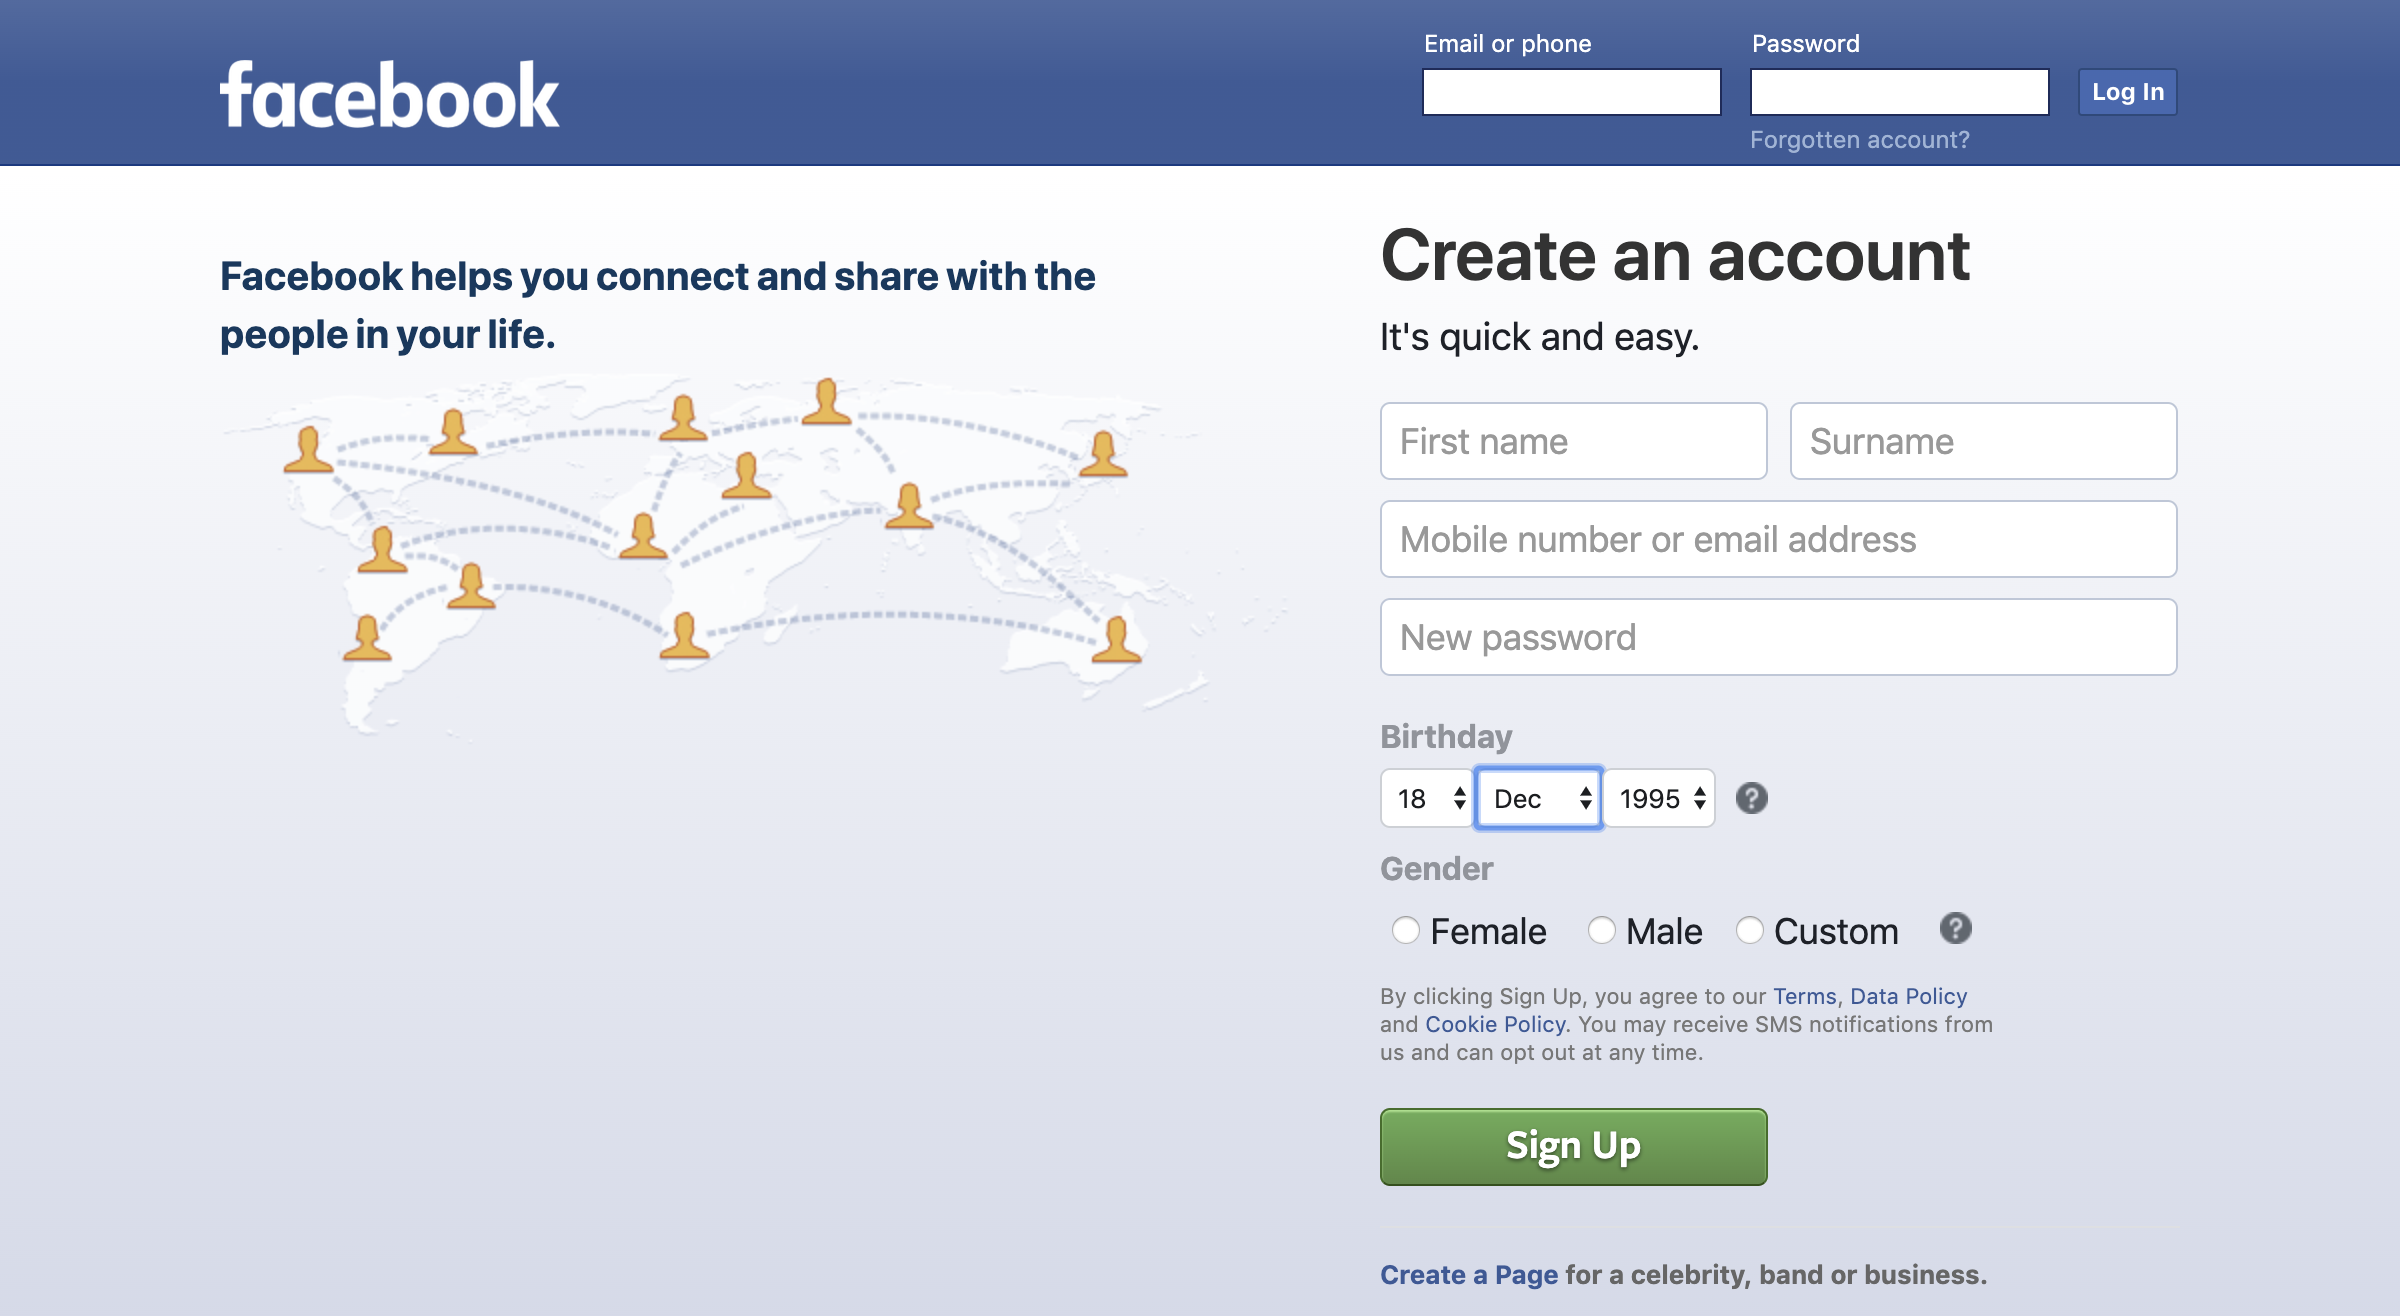 facebook
Email or phone
Password
Log In
Forgotten account?
Facebook helps you connect and share with the
people in your life.
Create an account
It's quick and easy.
First name
Surname
Mobile number or email address
New password
Birthday
18
Dec
1995
?
Gender
Female
Male
Custom
?
By clicking Sign Up, you agree to our Terms, Data Policy
and Cookie Policy. You may receive SMS notifications from
us and can opt out at any time.
Sign Up
Create a Page for a celebrity, band or business.